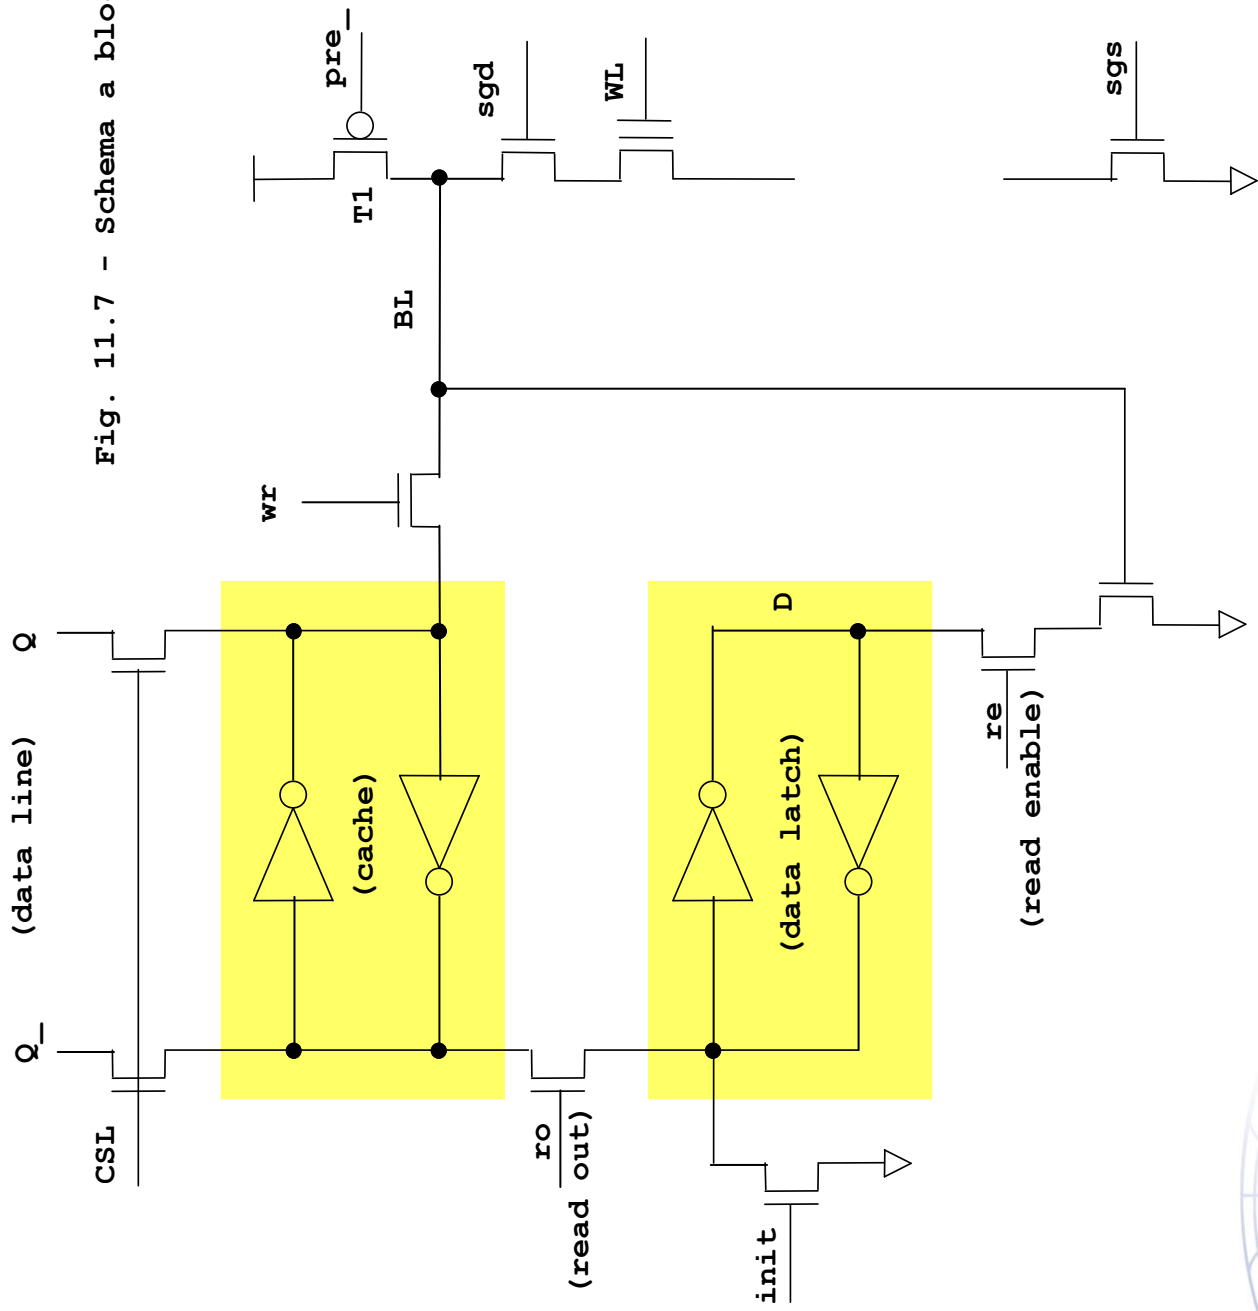 Fig. 11.7 - Schema a blo
pre_
T1
sgd
WL
sgs
BL
wr
Q
(data line)
Q_
CSL
(cache)
ro
(read out)
D
(data latch)
re
(read enable)
init